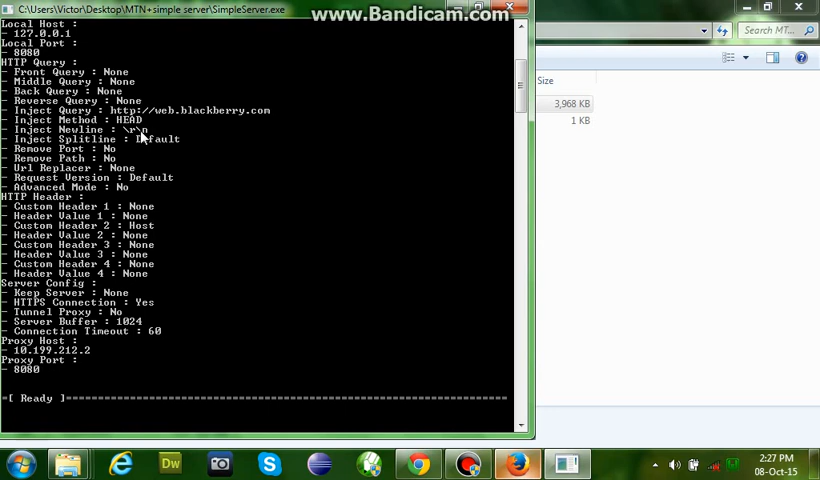 C:\Users\Victor\Desktop\MTN+simple server\SimpleServer.exe
www.Bandicam.com
Local Host :
- 127.0.0.1
Local Port :
- 8080
HTTP Query :
- Front Query : None
- Middle Query : None
- Back Query : None
- Reverse Query : None
- Inject Query : http://web.blackberry.com
- Inject Method : HEAD
- Inject Newline : \r\n
- Inject Splitline : Default
- Remove Port : No
- Remove Path : No
- Url Replacer : None
- Request Version : Default
- Advanced Mode : No
HTTP Header :
- Custom Header 1 : None
- Header Value 1 : None
- Custom Header 2 : Host
- Header Value 2 : None
- Custom Header 3 : None
- Header Value 3 : None
- Custom Header 4 : None
- Header Value 4 : None
Server Config :
- Keep Server : None
- HTTPS Connection : Yes
- Tunnel Proxy : No
- Server Buffer : 1024
- Connection Timeout : 60
Proxy Host :
- 10.199.212.2
Proxy Port :
- 8080
=[ Ready ]==================================================================
Search MT...
Size
3,968 KB
1 KB
Dw
2:27 PM
08-Oct-15